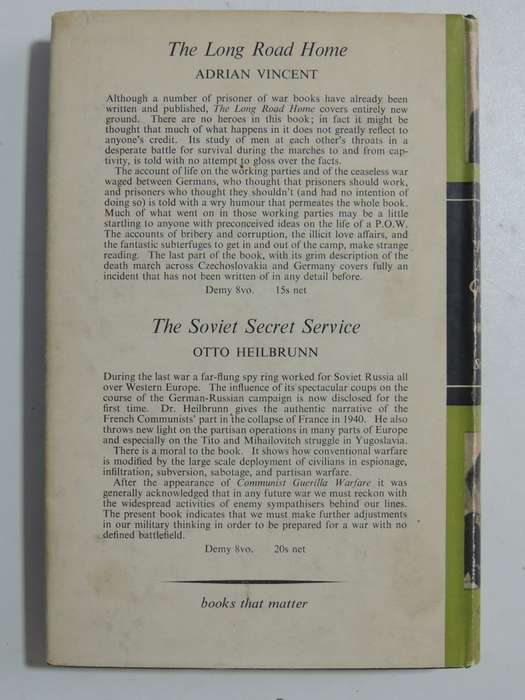 The Long Road Home
ADRIAN VINCENT
Although a number of prisoner of war books have already been
written and published, The Long Road Home covers entirely new
ground. There are no heroes in this book; in fact it might be
thought that much of what happens in it does not greatly reflect to
anyone's credit. Its study of men at each other's throats in a
desperate battle for survival during the marches to and from cap-
tivity, is told with no attempt to gloss over the facts.
The account of life on the working parties and of the ceaseless war
waged between Germans, who thought that prisoners should work,
and prisoners who thought they shouldn't (and had no intention of
doing so) is told with a wry humour that permeates the whole book.
Much of what went on in those working parties may be a little
startling to anyone with preconceived ideas on the life of a P.O.W.
The accounts of bribery and corruption, the illicit love affairs, and
the fantastic subterfuges to get in and out of the camp, make strange
reading. The last part of the book, with its grim description of the
death march across Czechoslovakia and Germany covers fully an
incident that has not been written of in any detail before.
Demy 8vo. 15s net
The Soviet Secret Service
OTTO HEILBRUNN
During the last war a far-flung spy ring worked for Soviet Russia all
over Western Europe. The influence of its spectacular coups on the
course of the German-Russian campaign is now disclosed for the
first time. Dr. Heilbrunn gives the authentic narrative of the
French Communists' part in the collapse of France in 1940. He also
throws new light on the partisan operations in many parts of Europe
and especially on the Tito and Mihailovitch struggle in Yugoslavia.
There is a moral to the book. It shows how conventional warfare
is modified by the large scale deployment of civilians in espionage,
infiltration, subversion, sabotage, and partisan warfare.
After the appearance of Communist Guerilla Warfare it was
generally acknowledged that in any future war we must reckon with
the widespread activities of enemy sympathisers behind our lines.
The present book indicates that we must make further adjustments
in our military thinking in order to be prepared for a war with no
defined battlefield.
Demy 8vo. 20s net
books that matter